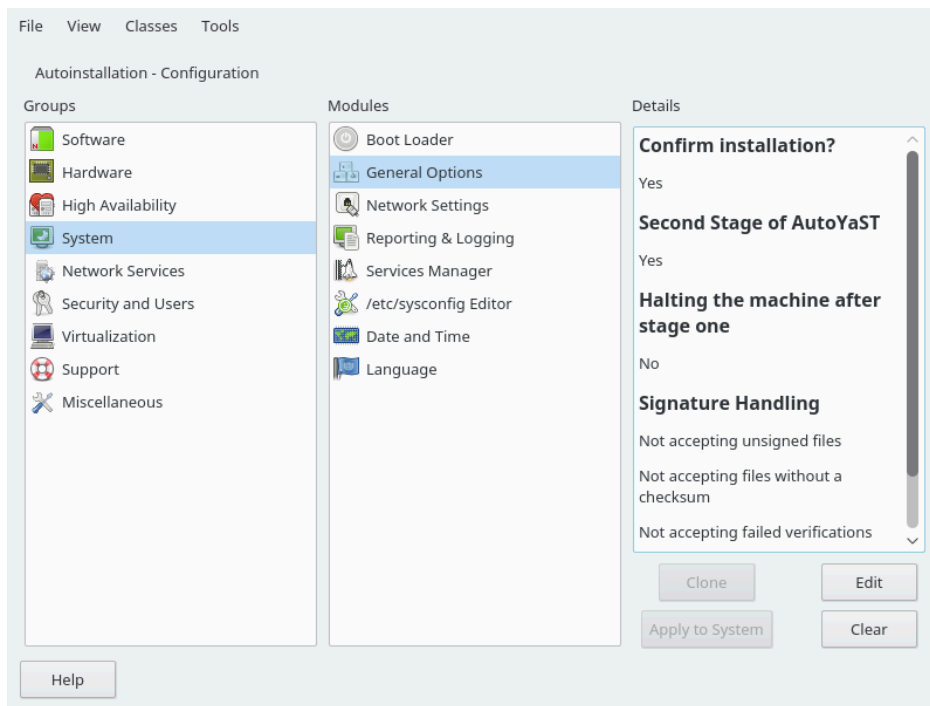 File View Classes Tools
Autoinstallation - Configuration
Groups
Software
Hardware
High Availability
System
Network Services
Security and Users
Virtualization
Support
Miscellaneous
Modules
Boot Loader
General Options
Network Settings
Reporting & Logging
Services Manager
/etc/sysconfig Editor
Date and Time
Language
Details
Confirm installation?
Yes
Second Stage of AutoYaST
Yes
Halting the machine after
stage one
No
Signature Handling
Not accepting unsigned files
Not accepting files without a
checksum
Not accepting failed verifications
Clone Edit
Apply to System Clear
Help